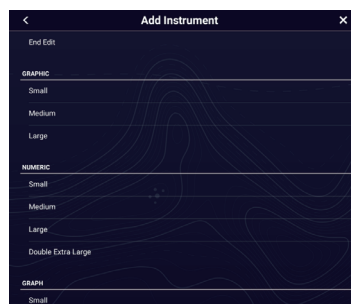 Add Instrument
End Edit
GRAPHIC
Small
Medium
Large
NUMERIC
Small
Medium
Large
Double Extra Large
GRAPH
Small